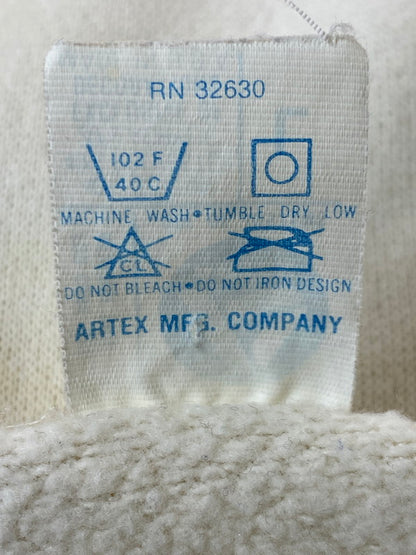 RN 32630
102 F
40 C
MACHINE WASH • TUMBLE DRY LOW
CL
DO NOT BLEACH • DO NOT IRON DESIGN
ARTEX MFG. COMPANY